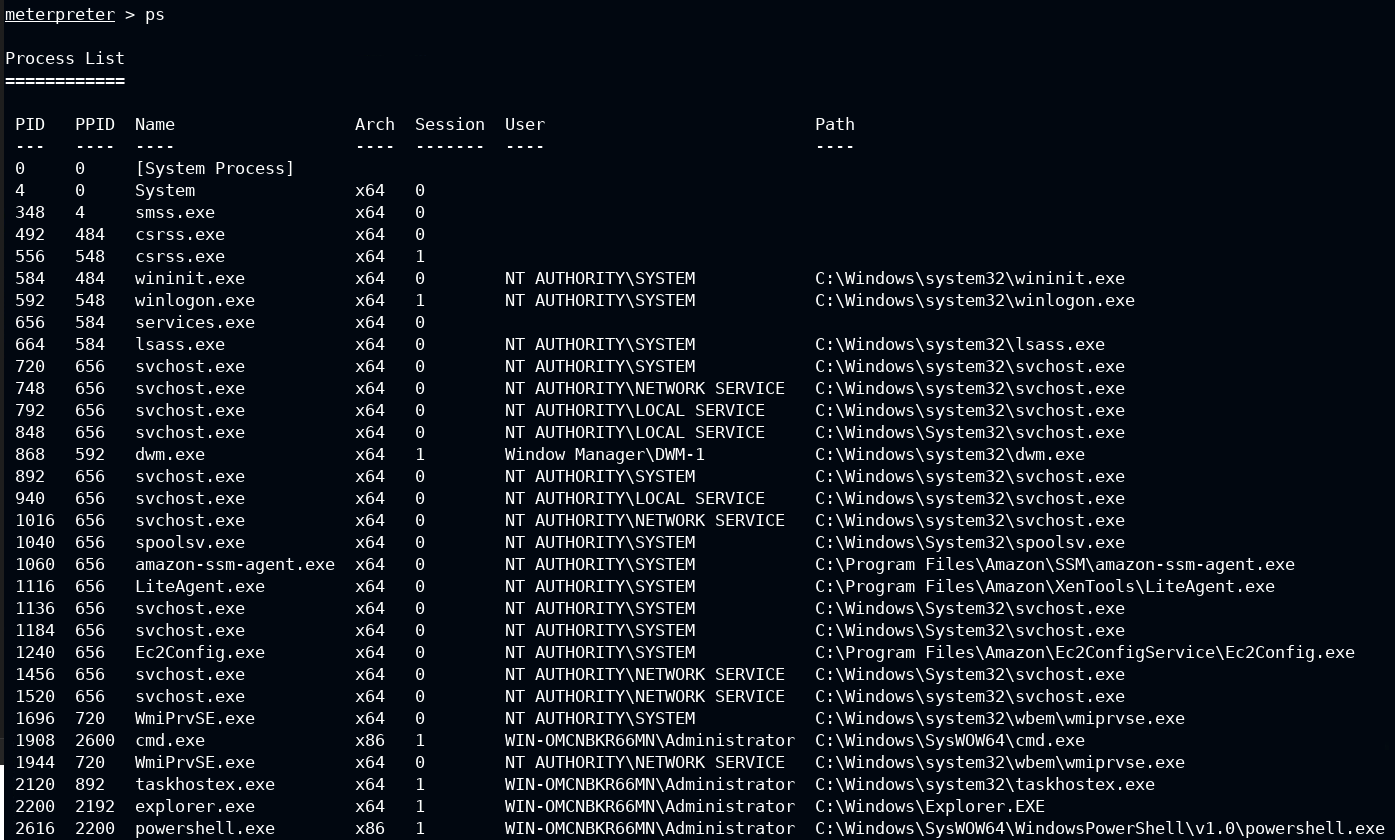 meterpreter > ps
Process List
============
PID PPID Name Arch Session User Path
--- ---- ---- ---- ------- ---- ----
0 0 [System Process]
4 0 System x64 0
348 4 smss.exe x64 0
492 484 csrss.exe x64 0
556 548 csrss.exe x64 1
584 484 wininit.exe x64 0 NT AUTHORITY\SYSTEM C:\Windows\system32\wininit.exe
592 548 winlogon.exe x64 1 NT AUTHORITY\SYSTEM C:\Windows\system32\winlogon.exe
656 584 services.exe x64 0
664 584 lsass.exe x64 0 NT AUTHORITY\SYSTEM C:\Windows\system32\lsass.exe
720 656 svchost.exe x64 0 NT AUTHORITY\SYSTEM C:\Windows\system32\svchost.exe
748 656 svchost.exe x64 0 NT AUTHORITY\NETWORK SERVICE C:\Windows\system32\svchost.exe
792 656 svchost.exe x64 0 NT AUTHORITY\LOCAL SERVICE C:\Windows\system32\svchost.exe
848 656 svchost.exe x64 0 NT AUTHORITY\LOCAL SERVICE C:\Windows\System32\svchost.exe
868 592 dwm.exe x64 1 Window Manager\DWM-1 C:\Windows\system32\dwm.exe
892 656 svchost.exe x64 0 NT AUTHORITY\SYSTEM C:\Windows\system32\svchost.exe
940 656 svchost.exe x64 0 NT AUTHORITY\LOCAL SERVICE C:\Windows\system32\svchost.exe
1016 656 svchost.exe x64 0 NT AUTHORITY\NETWORK SERVICE C:\Windows\system32\svchost.exe
1040 656 spoolsv.exe x64 0 NT AUTHORITY\SYSTEM C:\Windows\System32\spoolsv.exe
1060 656 amazon-ssm-agent.exe x64 0 NT AUTHORITY\SYSTEM C:\Program Files\Amazon\SSM\amazon-ssm-agent.exe
1116 656 LiteAgent.exe x64 0 NT AUTHORITY\SYSTEM C:\Program Files\Amazon\XenTools\LiteAgent.exe
1136 656 svchost.exe x64 0 NT AUTHORITY\SYSTEM C:\Windows\System32\svchost.exe
1184 656 svchost.exe x64 0 NT AUTHORITY\SYSTEM C:\Windows\System32\svchost.exe
1240 656 Ec2Config.exe x64 0 NT AUTHORITY\SYSTEM C:\Program Files\Amazon\Ec2ConfigService\Ec2Config.exe
1456 656 svchost.exe x64 0 NT AUTHORITY\NETWORK SERVICE C:\Windows\System32\svchost.exe
1520 656 svchost.exe x64 0 NT AUTHORITY\NETWORK SERVICE C:\Windows\system32\svchost.exe
1696 720 WmiPrvSE.exe x64 0 NT AUTHORITY\SYSTEM C:\Windows\system32\wbem\wmiprvse.exe
1908 2600 cmd.exe x86 1 WIN-OMCNBKR66MN\Administrator C:\Windows\SysWOW64\cmd.exe
1944 720 WmiPrvSE.exe x64 0 NT AUTHORITY\NETWORK SERVICE C:\Windows\system32\wbem\wmiprvse.exe
2120 892 taskhostex.exe x64 1 WIN-OMCNBKR66MN\Administrator C:\Windows\system32\taskhostex.exe
2200 2192 explorer.exe x64 1 WIN-OMCNBKR66MN\Administrator C:\Windows\Explorer.EXE
2616 2200 powershell.exe x86 1 WIN-OMCNBKR66MN\Administrator C:\Windows\SysWOW64\WindowsPowerShell\v1.0\powershell.exe